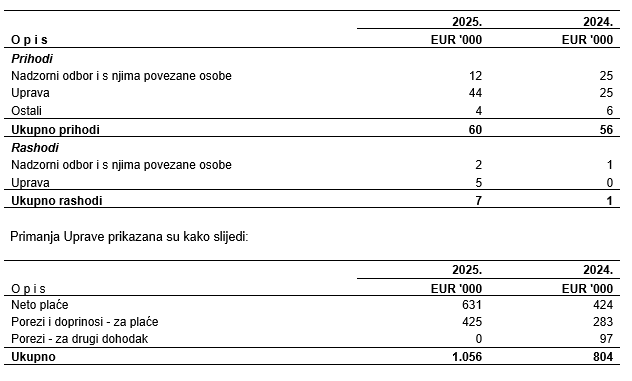 2025. 2024.
O p i s EUR '000 EUR '000
Prihodi
Nadzorni odbor i s njima povezane osobe 12 25
Uprava 44 25
Ostali 4 6
Ukupno prihodi 60 56
Rashodi
Nadzorni odbor i s njima povezane osobe 2 1
Uprava 5 0
Ukupno rashodi 7 1
Primanja Uprave prikazana su kako slijedi:
2025. 2024.
O p i s EUR '000 EUR '000
Neto plaće 631 424
Porezi i doprinosi - za plaće 425 283
Porezi - za drugi dohodak 0 97
Ukupno 1.056 804